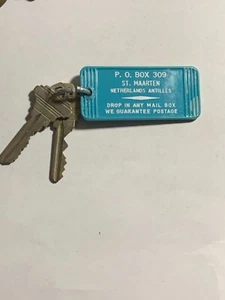 P. O. BOX 309
ST. MAARTEN
NETHERLANDS ANTILLES
DROP IN ANY MAIL BOX
WE GUARANTEE POSTAGE